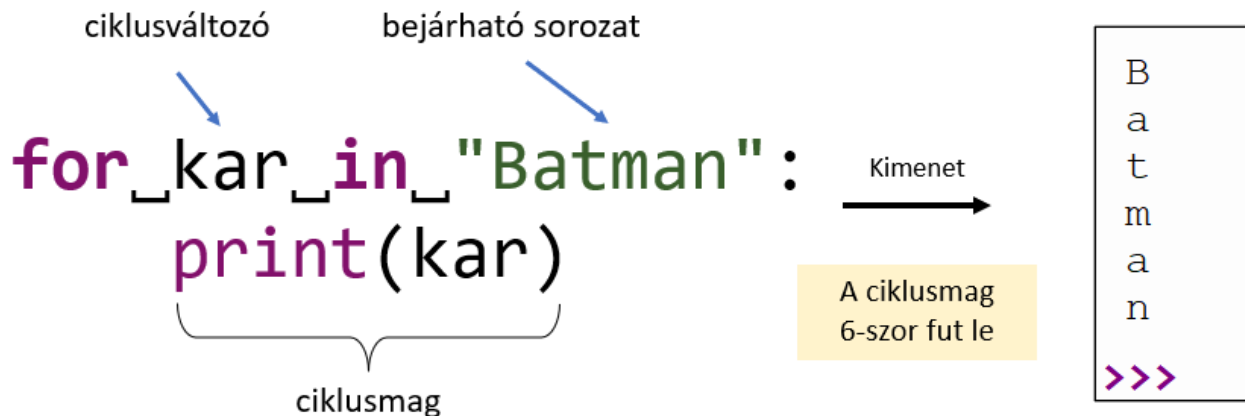 ciklusváltozó
bejárható sorozat
for␣kar␣in␣"Batman":
print(kar)
ciklusmag
Kimenet
A ciklusmag
6-szor fut le
B
a
t
m
a
n
>>>